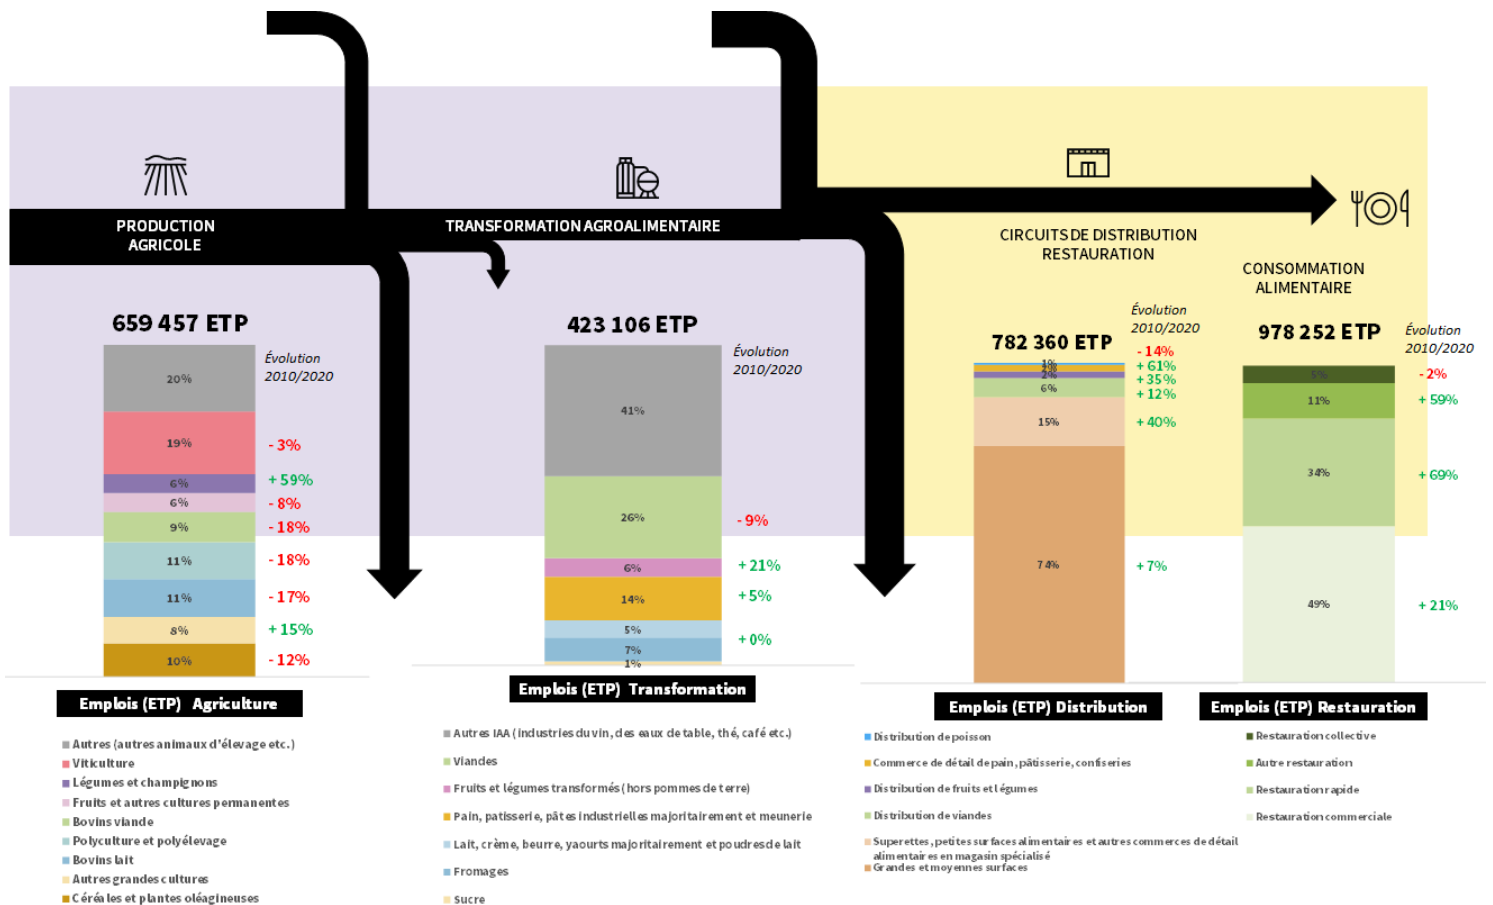 PRODUCTION
AGRICOLE
TRANSFORMATION AGROALIMENTAIRE
CIRCUITS DE DISTRIBUTION
RESTAURATION
CONSOMMATION
ALIMENTAIRE
659 457 ETP
Évolution
2010/2020
20%
19%
- 3%
6%
+ 59%
6%
- 8%
9%
- 18%
11%
- 18%
11%
- 17%
8%
+ 15%
10%
- 12%
Emplois (ETP) Agriculture
Autres (autres animaux d'élevage etc.)
Viticulture
Légumes et champignons
Fruits et autres cultures permanentes
Bovins viande
Polyculture et polyélevage
Bovins lait
Autres grandes cultures
Céréales et plantes oléagineuses
423 106 ETP
Évolution
2010/2020
41%
26%
- 9%
6%
+ 21%
14%
+ 5%
5%
+ 0%
7%
1%
Emplois (ETP) Transformation
Autres IAA (industries du vin, des eaux de table, thé, café etc.)
Viandes
Fruits et légumes transformés (hors pommes de terre)
Pain, patisserie, pâtes industrielles majoritairement et meunerie
Lait, crème, beurre, yaourts majoritairement et poudres de lait
Fromages
Sucre
782 360 ETP
Évolution
2010/2020
- 14%
1%
+ 61%
2%
+ 35%
6%
+ 12%
15%
+ 40%
74%
+ 7%
Emplois (ETP) Distribution
Distribution de poisson
Commerce de détail de pain, pâtisserie, confiseries
Distribution de fruits et légumes
Distribution de viandes
Superettes, petites surfaces alimentaires et autres commerces de détail
alimentaires en magasin spécialisé
Grandes et moyennes surfaces
978 252 ETP
Évolution
2010/2020
5%
- 2%
11%
+ 59%
34%
+ 69%
49%
+ 21%
Emplois (ETP) Restauration
Restauration collective
Autre restauration
Restauration rapide
Restauration commerciale